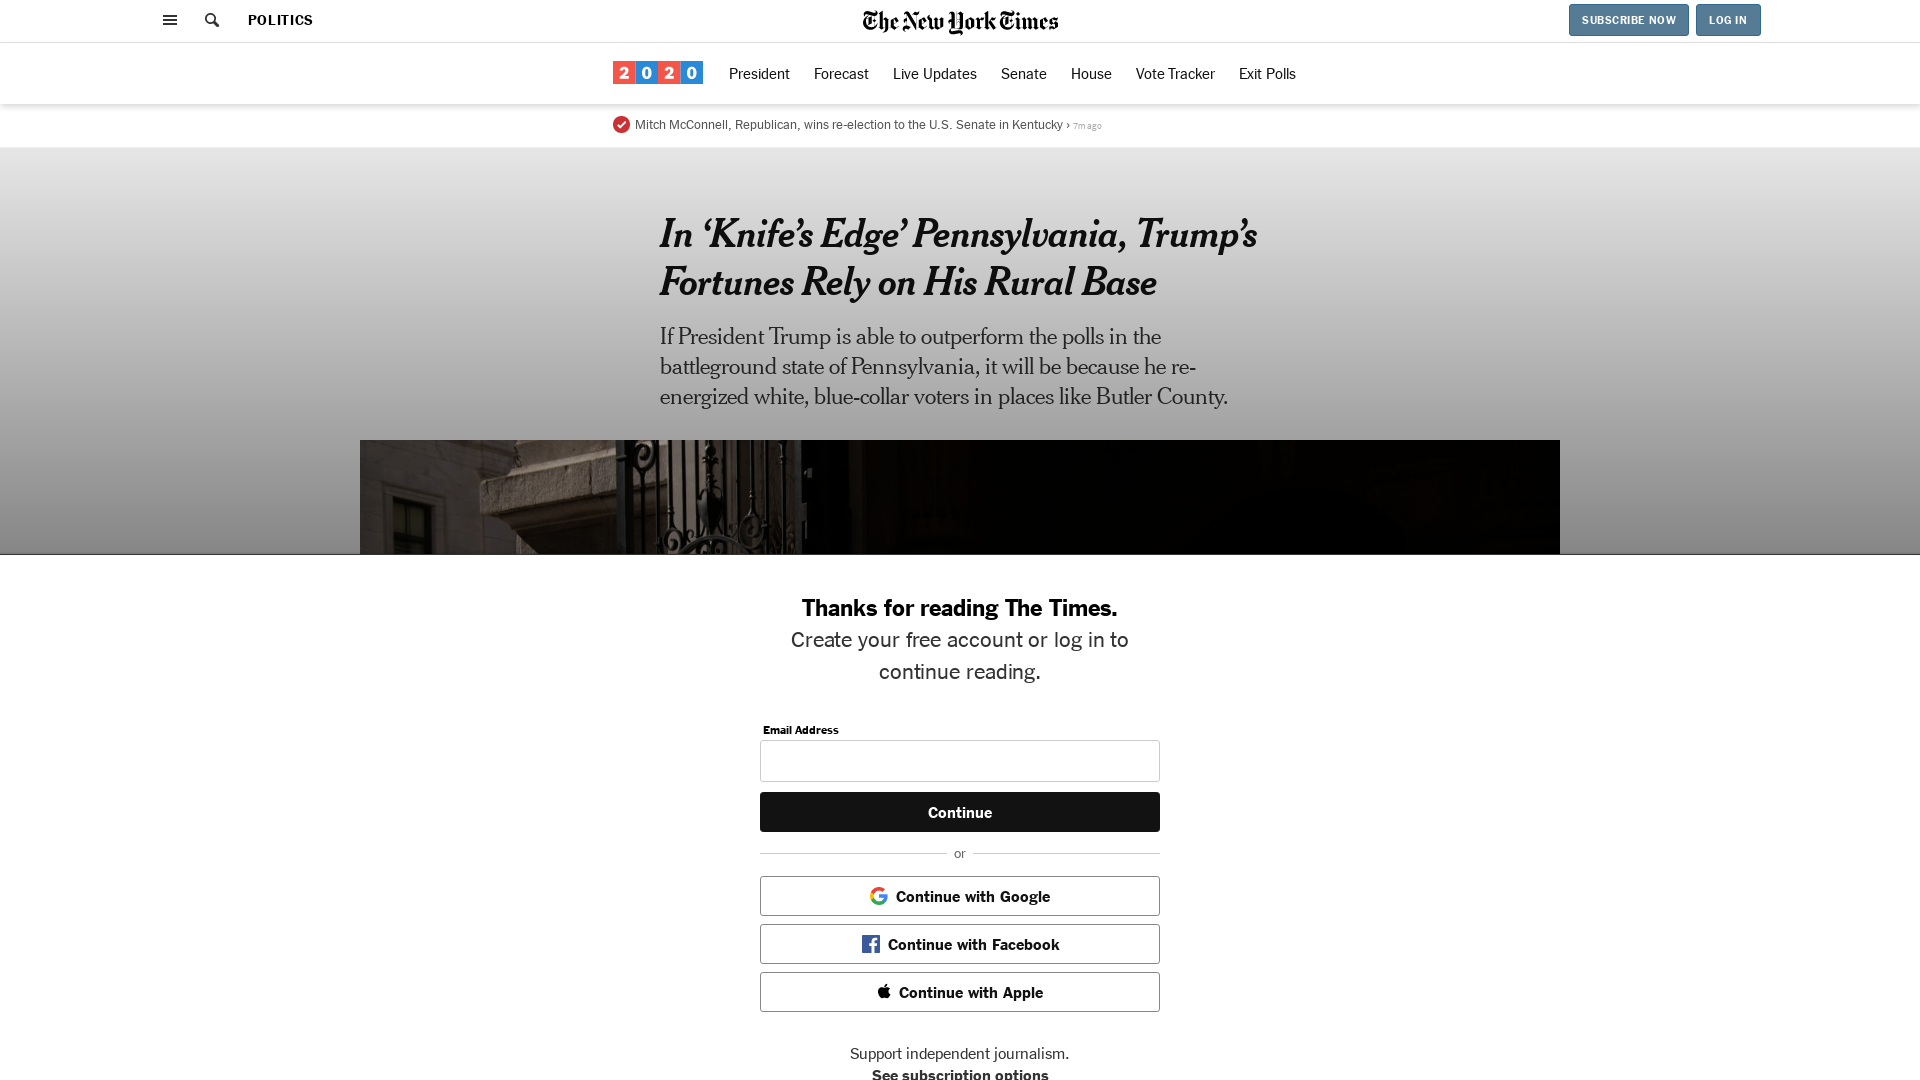 POLITICS
The New York Times
SUBSCRIBE NOW
LOG IN
2020
President
Forecast
Live Updates
Senate
House
Vote Tracker
Exit Polls
Mitch McConnell, Republican, wins re-election to the U.S. Senate in Kentucky › 7m ago
In ‘Knife’s Edge’ Pennsylvania, Trump’s
Fortunes Rely on His Rural Base
If President Trump is able to outperform the polls in the
battleground state of Pennsylvania, it will be because he re-
energized white, blue-collar voters in places like Butler County.
Thanks for reading The Times.
Create your free account or log in to
continue reading.
Email Address
Continue
or
Continue with Google
Continue with Facebook
Continue with Apple
Support independent journalism.
See subscription options